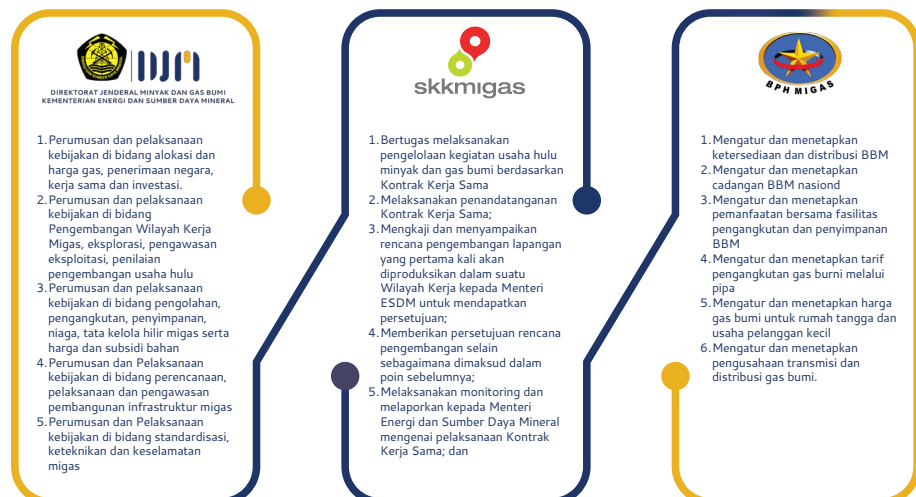 DIREKTORAT JENDERAL MINYAK DAN GAS BUMI
KEMENTERIAN ENERGI DAN SUMBER DAYA MINERAL
1. Perumusan dan pelaksanaan
kebijakan di bidang alokasi dan
harga gas, penerimaan negara,
kerja sama dan investasi.
2. Perumusan dan pelaksanaan
kebijakan di bidang
Pengembangan Wilayah Kerja
Migas, eksplorasi, pengawasan
eksploitasi, penilaian
pengembangan usaha hulu
3. Perumusan dan pelaksanaan
kebijakan di bidang pengolahan,
pengangkutan, penyimpanan,
niaga, tata kelola hilir migas serta
harga dan subsidi bahan
4. Perumusan dan Pelaksanaan
kebijakan di bidang perencanaan,
pelaksanaan dan pengawasan
pembangunan infrastruktur migas
5. Perumusan dan Pelaksanaan
kebijakan di bidang standardisasi,
keteknikan dan keselamatan
migas
skkmigas
1. Bertugas melaksanakan
pengelolaan kegiatan usaha hulu
minyak dan gas bumi berdasarkan
Kontrak Kerja Sama
2. Melaksanakan penandatanganan
Kontrak Kerja Sama;
3. Mengkaji dan menyampaikan
rencana pengembangan lapangan
yang pertama kali akan
diproduksikan dalam suatu
Wilayah Kerja kepada Menteri
ESDM untuk mendapatkan
persetujuan;
4. Memberikan persetujuan rencana
pengembangan selain
sebagaimana dimaksud dalam
poin sebelumnya;
5. Melaksanakan monitoring dan
melaporkan kepada Menteri
Energi dan Sumber Daya Mineral
mengenai pelaksanaan Kontrak
Kerja Sama; dan
BPH MIGAS
1. Mengatur dan menetapkan
ketersediaan dan distribusi BBM
2. Mengatur dan menetapkan
cadangan BBM nasiond
3. Mengatur dan menetapkan
pemanfaatan bersama fasilitas
pengangkutan dan penyimpanan
BBM
4. Mengatur dan menetapkan tarif
pengangkutan gas burni melalui
pipa
5. Mengatur dan menetapkan harga
gas bumi untuk rumah tangga dan
usaha pelanggan kecil
6. Mengatur dan menetapkan
pengusahaan transmisi dan
distribusi gas bumi.